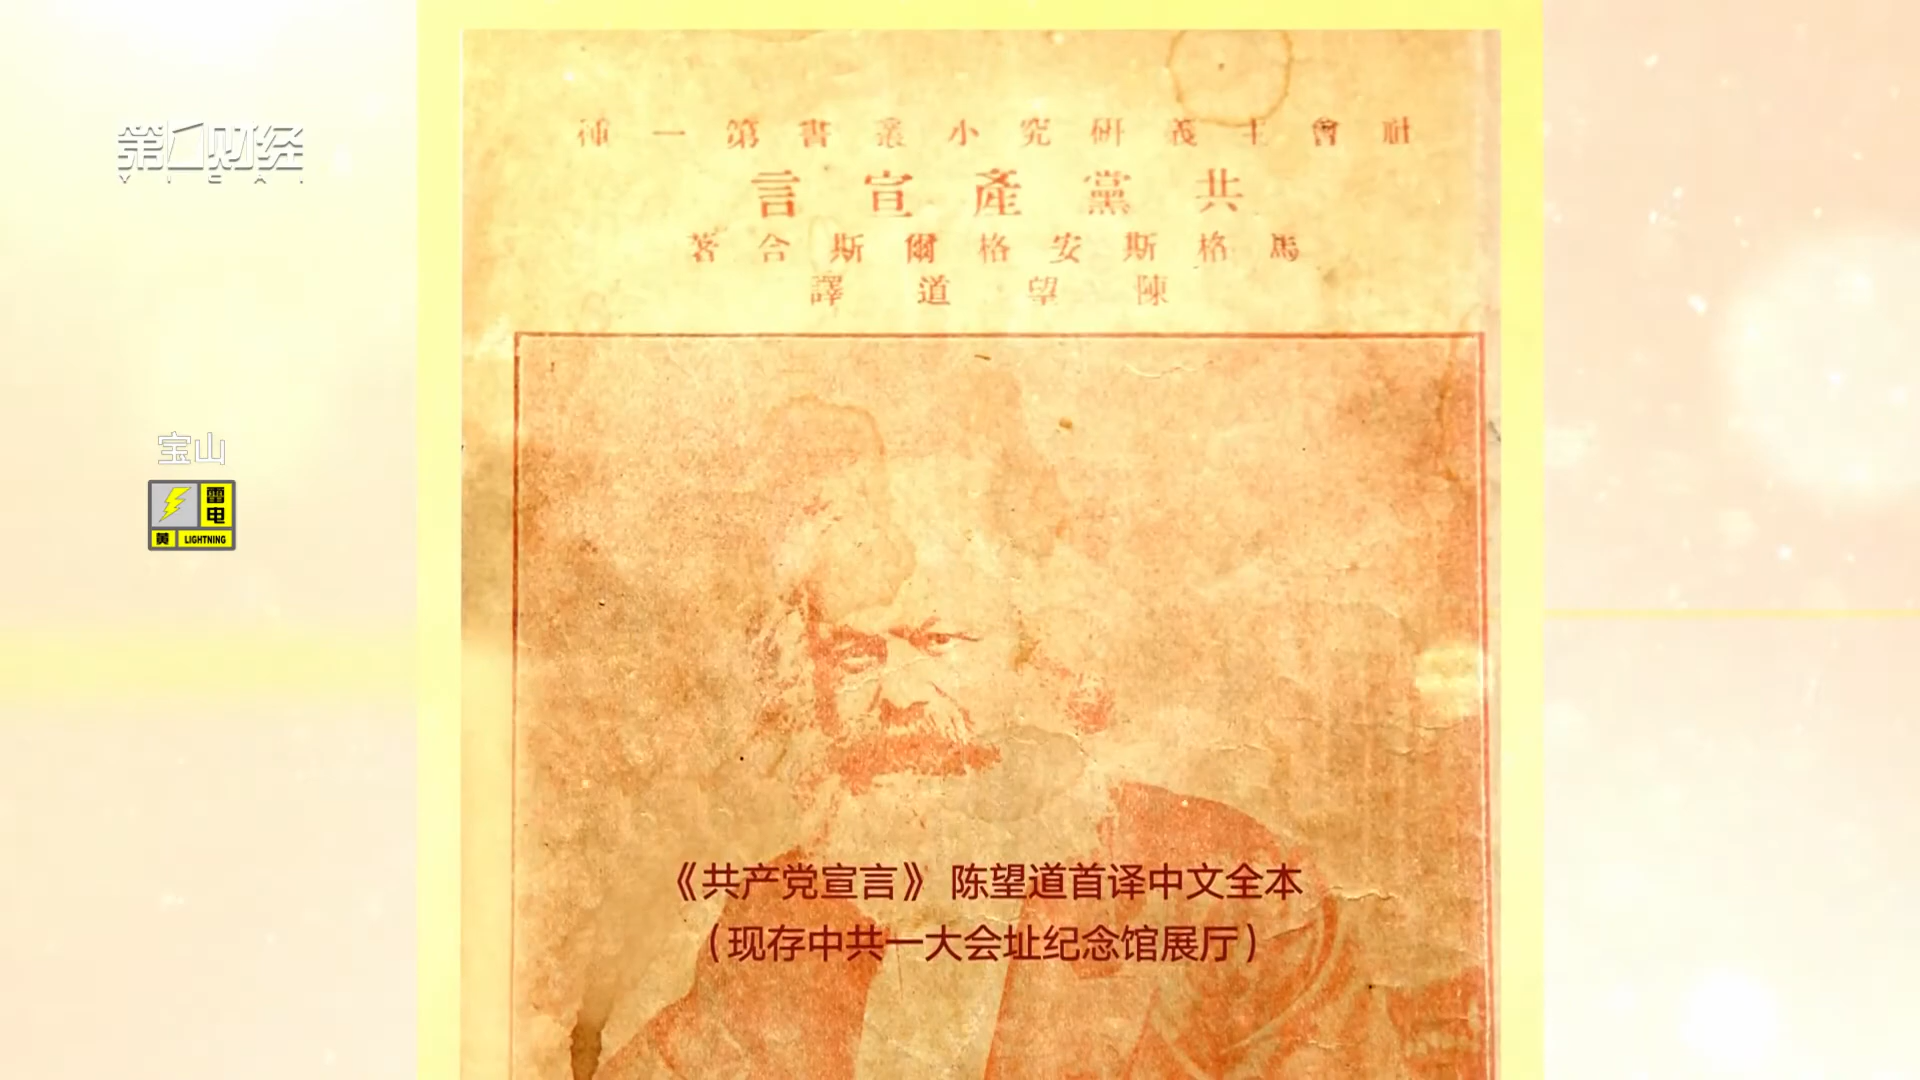 第一财经
YICAI
社會主義研究小叢書第一種
共黨產宣言
馬格斯安格爾斯合著
陳望道譯
宝山
雷电
黄 LIGHTNING
《共产党宣言》 陈望道首译中文全本
（现存中共一大会址纪念馆展厅）